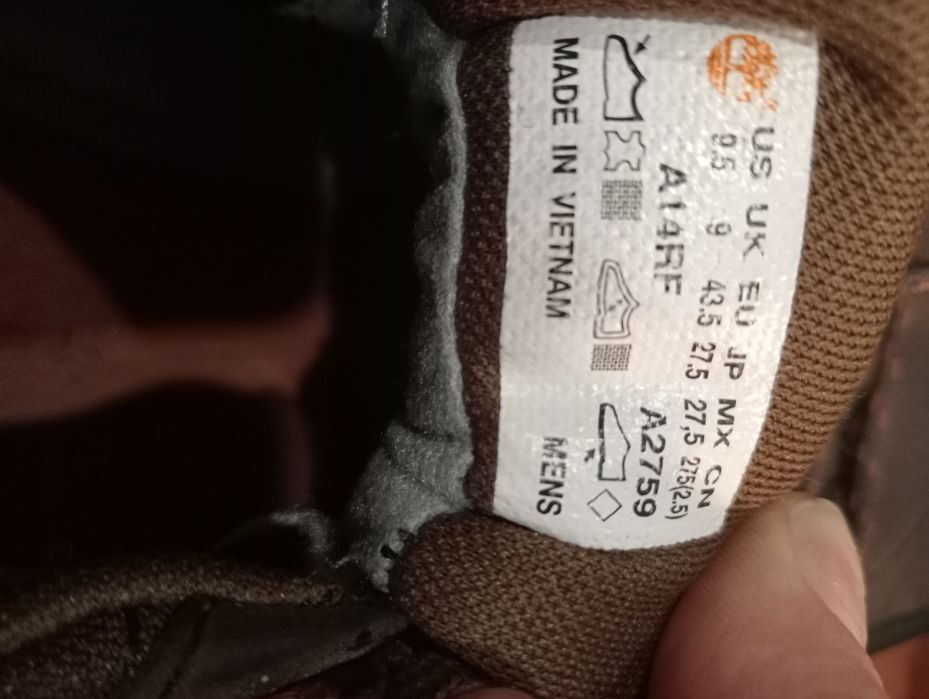 US UK EU JP MX CN
9.5 9 43.5 27.5 27,5 275(2.5)
A14RF A2759
MADE IN VIETNAM MENS